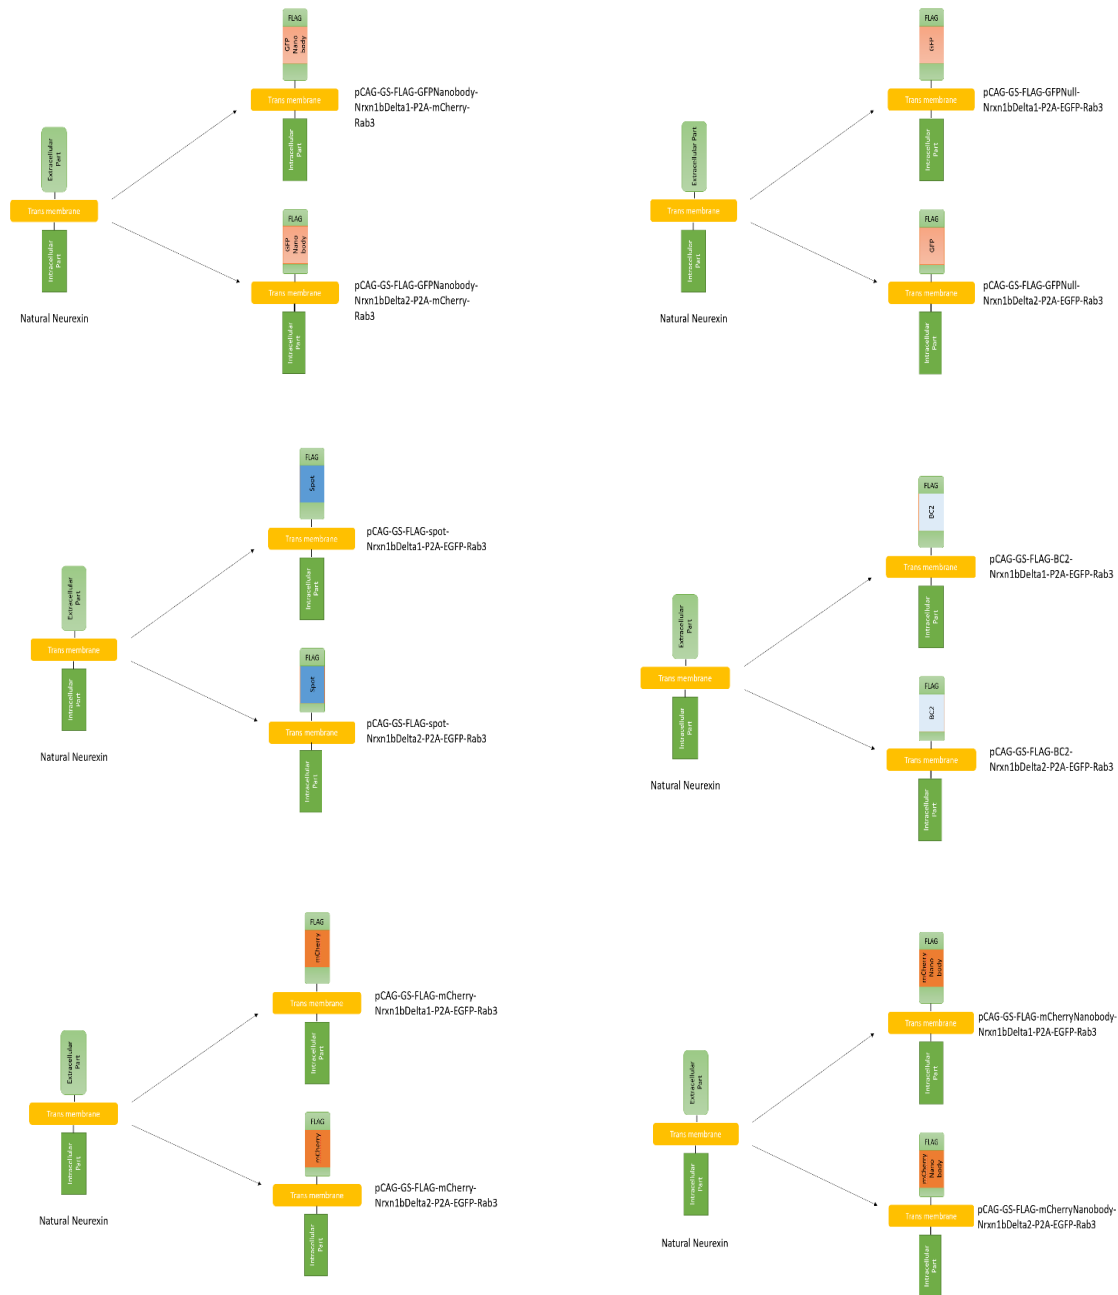 FLAG
GFP
Nano
body
Trans membrane
pCAG-GS-FLAG-GFPNanobody-
Nrxn1bDelta1-P2A-mCherry-
Rab3
Intracellular
Part
Extracellular
Part
Trans membrane
Intracellular
Part
Natural Neurexin
FLAG
GFP
Nano
body
Trans membrane
pCAG-GS-FLAG-GFPNanobody-
Nrxn1bDelta2-P2A-mCherry-
Rab3
Intracellular
Part
FLAG
GFP
Trans membrane
pCAG-GS-FLAG-GFPNull-
Nrxn1bDelta1-P2A-EGFP-Rab3
Intracellular
Part
Extracellular Part
Trans membrane
Intracellular
Part
Natural Neurexin
FLAG
GFP
Trans membrane
pCAG-GS-FLAG-GFPNull-
Nrxn1bDelta2-P2A-EGFP-Rab3
Intracellular
Part
FLAG
Spot
Trans membrane
pCAG-GS-FLAG-spot-
Nrxn1bDelta1-P2A-EGFP-Rab3
Intracellular
Part
Extracellular
Part
Trans membrane
Intracellular
Part
Natural Neurexin
FLAG
Spot
Trans membrane
pCAG-GS-FLAG-spot-
Nrxn1bDelta2-P2A-EGFP-Rab3
Intracellular
Part
FLAG
BC2
Trans membrane
pCAG-GS-FLAG-BC2-
Nrxn1bDelta1-P2A-EGFP-Rab3
Intracellular
Part
Extracellular
Part
Trans membrane
Intracellular
Part
Natural Neurexin
FLAG
BC2
Trans membrane
pCAG-GS-FLAG-BC2-
Nrxn1bDelta2-P2A-EGFP-Rab3
Intracellular
Part
FLAG
mCherry
Trans membrane
pCAG-GS-FLAG-mCherry-
Nrxn1bDelta1-P2A-EGFP-Rab3
Intracellular
Part
Extracellular
Part
Trans membrane
Intracellular
Part
Natural Neurexin
FLAG
mCherry
Trans membrane
pCAG-GS-FLAG-mCherry-
Nrxn1bDelta2-P2A-EGFP-Rab3
Intracellular
Part
FLAG
mCherry
Nano
body
Trans membrane
pCAG-GS-FLAG-mCherryNanobody-
Nrxn1bDelta1-P2A-EGFP-Rab3
Intracellular
Part
Extracellular
Part
Trans membrane
Intracellular
Part
Natural Neurexin
FLAG
mCherry
Nano
body
Trans membrane
pCAG-GS-FLAG-mCherryNanobody-
Nrxn1bDelta2-P2A-EGFP-Rab3
Intracellular
Part